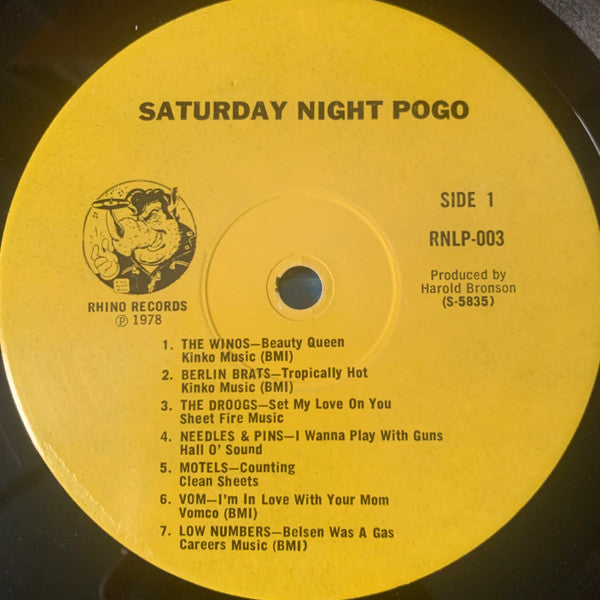 SATURDAY NIGHT POGO
SIDE 1
RNLP-003
Produced by
Harold Bronson
(S-5835)
RHINO RECORDS
℗ 1978
1. THE WINOS—Beauty Queen
Kinko Music (BMI)
2. BERLIN BRATS—Tropically Hot
Kinko Music (BMI)
3. THE DROOGS—Set My Love On You
Sheet Fire Music
4. NEEDLES & PINS—I Wanna Play With Guns
Hall O' Sound
5. MOTELS—Counting
Clean Sheets
6. VOM—I'm In Love With Your Mom
Vomco (BMI)
7. LOW NUMBERS—Belsen Was A Gas
Careers Music (BMI)